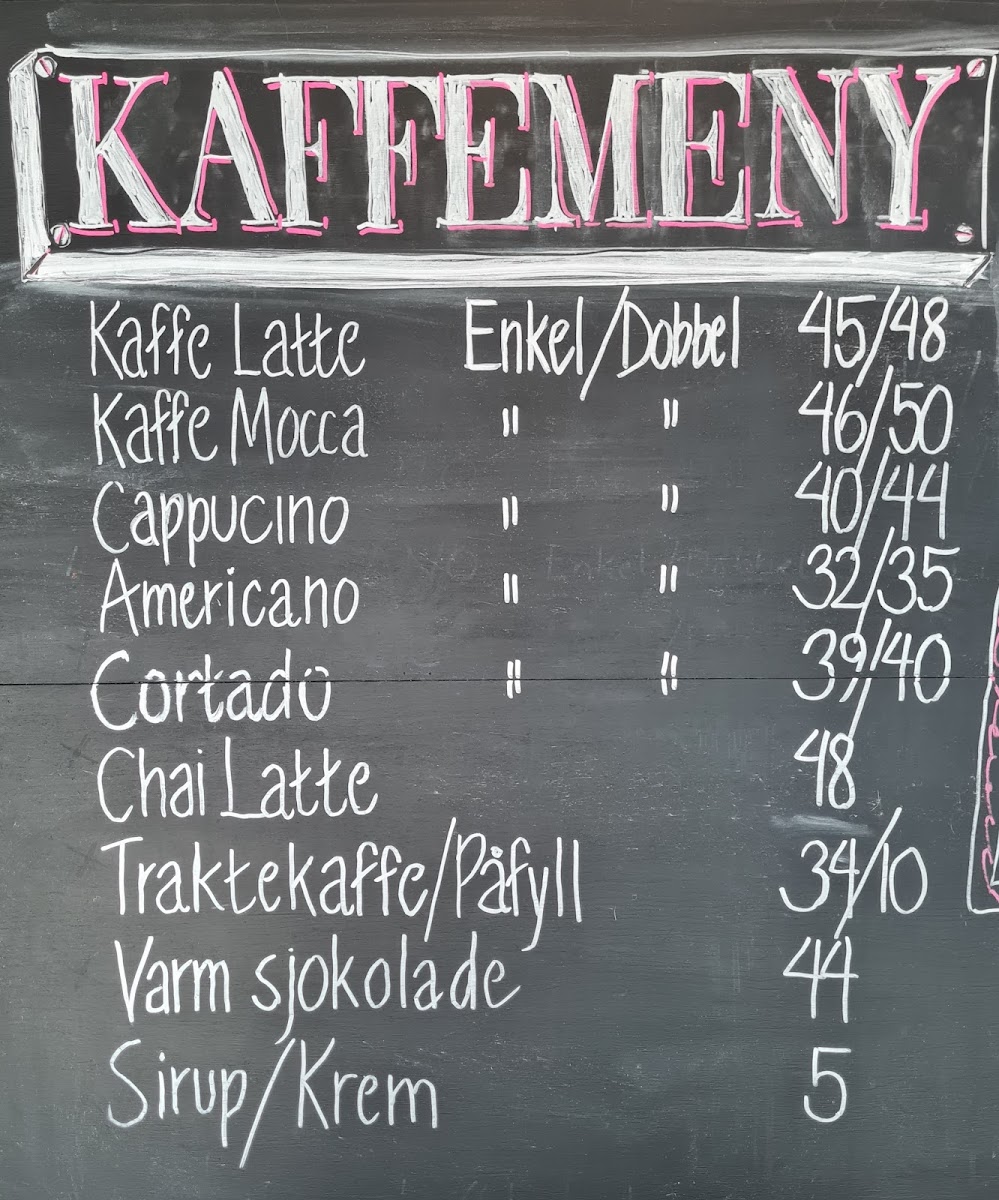 KAFFEMENY
Kaffe Latte Enkel/Dobbel 45/48
Kaffe Mocca " " 46/50
Cappucino " " 40/44
Americano " " 32/35
Cortado " " 39/40
Chai Latte 48
Traktekaffe/Påfyll 34/10
Varm sjokolade 44
Sirup/Krem 5